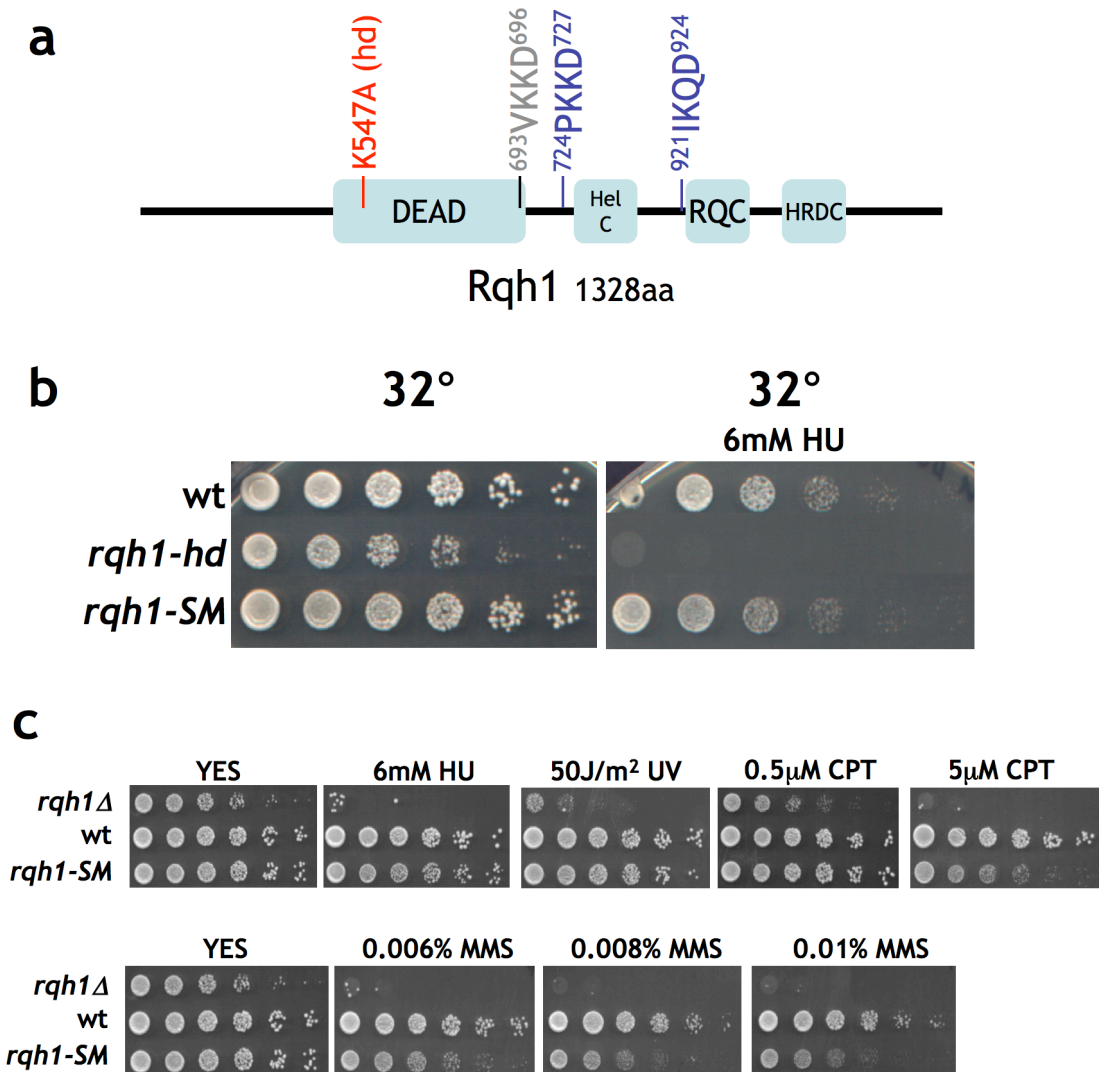 a
K547A (hd)
693VKKD696
724PKKD727
921IKQD924
DEAD
Hel
C
RQC
HRDC
Rqh1 1328aa
b
32°
32°
6mM HU
wt
rqh1-hd
rqh1-SM
c
YES
6mM HU
50J/m² UV
0.5μM CPT
5μM CPT
rqh1Δ
wt
rqh1-SM
YES
0.006% MMS
0.008% MMS
0.01% MMS
rqh1Δ
wt
rqh1-SM